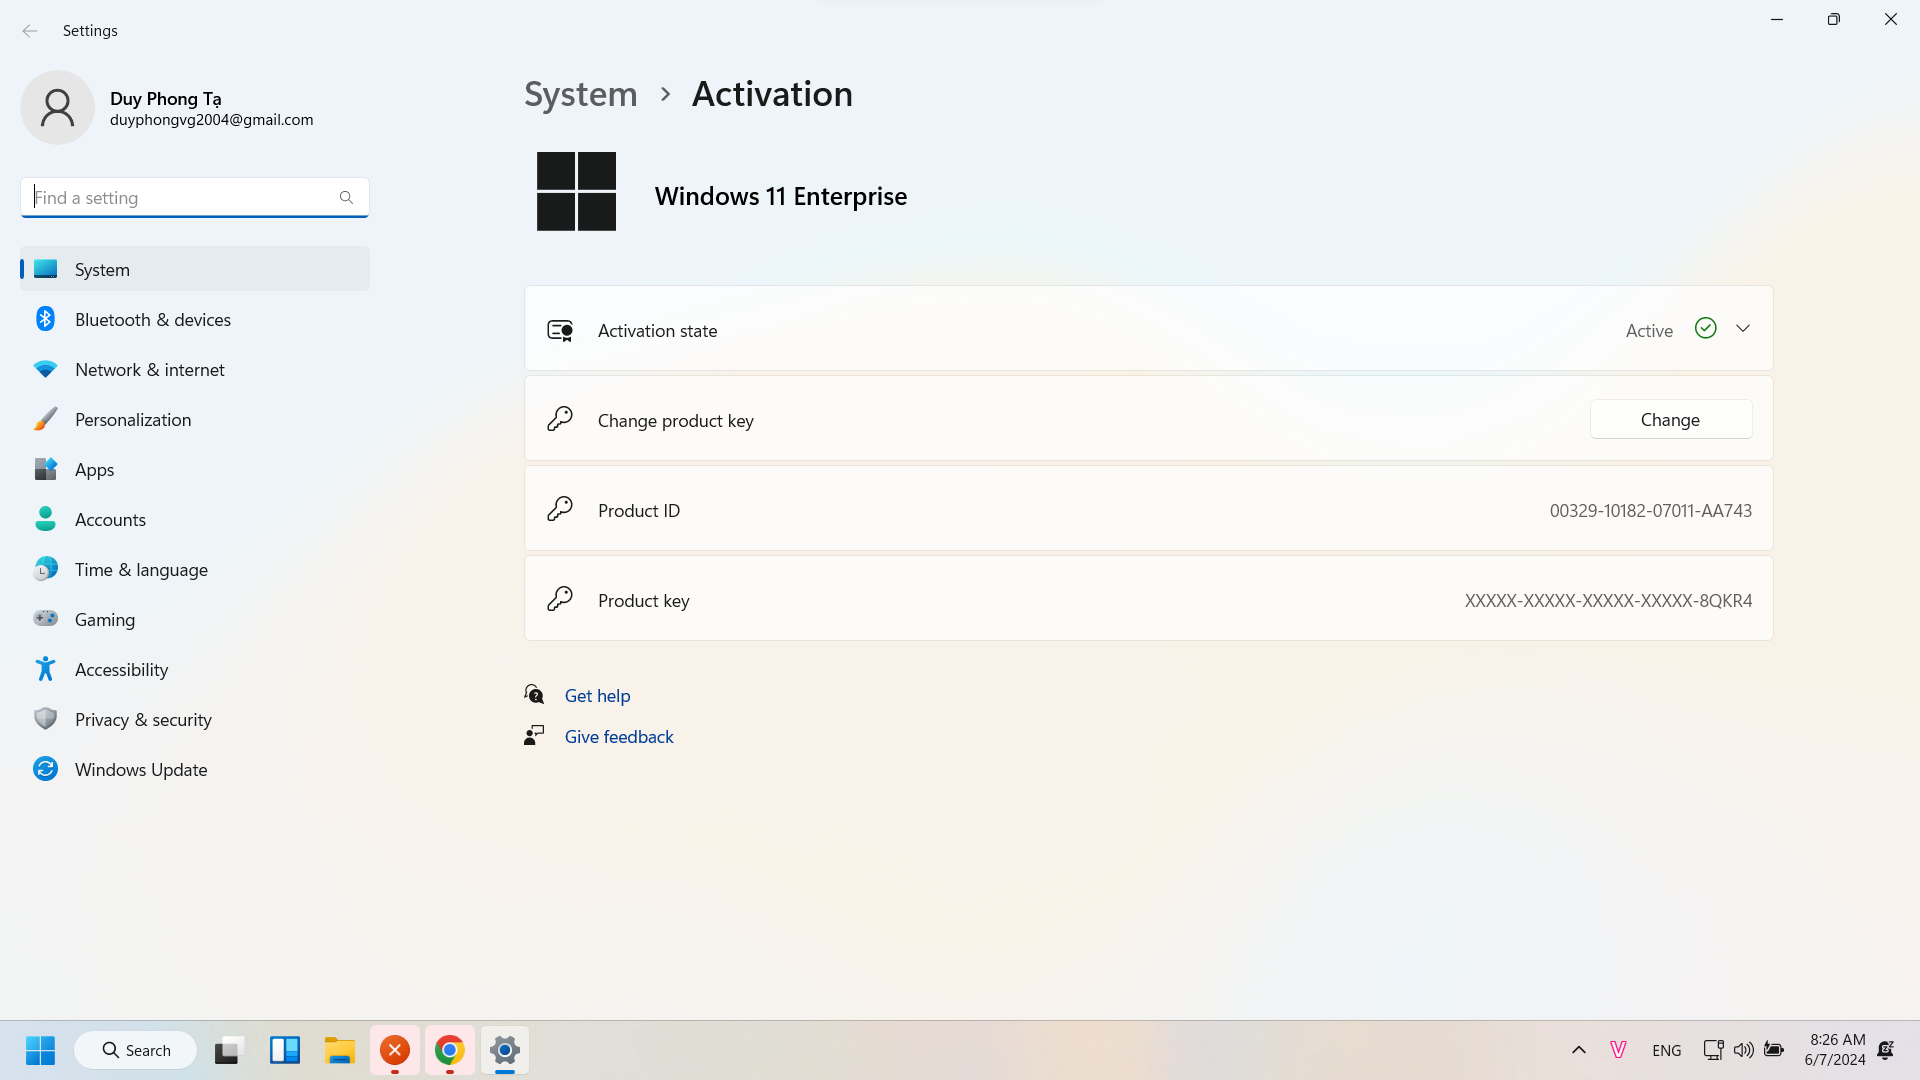 Settings
Duy Phong Tạ
duyphongvg2004@gmail.com
Find a setting
System
Bluetooth & devices
Network & internet
Personalization
Apps
Accounts
Time & language
Gaming
Accessibility
Privacy & security
Windows Update
System > Activation
Windows 11 Enterprise
Activation state Active
Change product key Change
Product ID 00329-10182-07011-AA743
Product key XXXXX-XXXXX-XXXXX-XXXXX-8QKR4
Get help
Give feedback
Search
V ENG
8:26 AM
6/7/2024